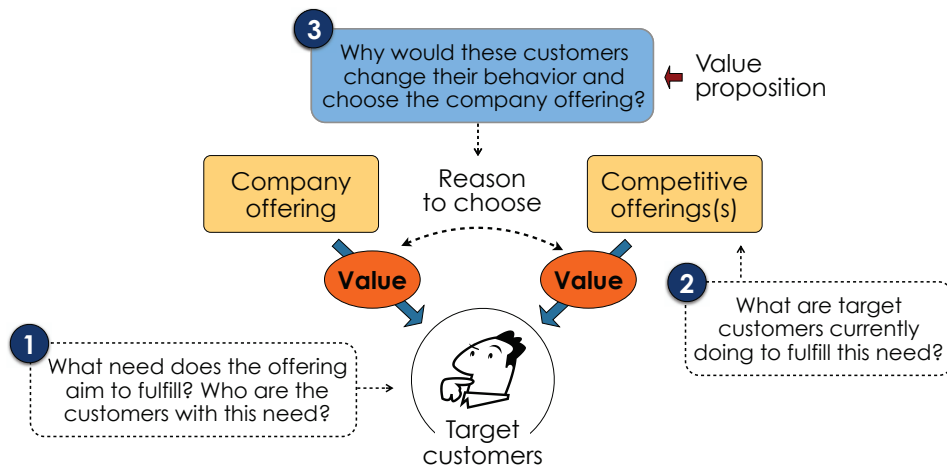 3
Why would these customers
change their behavior and
choose the company offering?
Value
proposition
Company
offering
Reason
to choose
Competitive
offerings(s)
Value
Value
2
What are target
customers currently
doing to fulfill this need?
1
What need does the offering
aim to fulfill? Who are the
customers with this need?
Target
customers